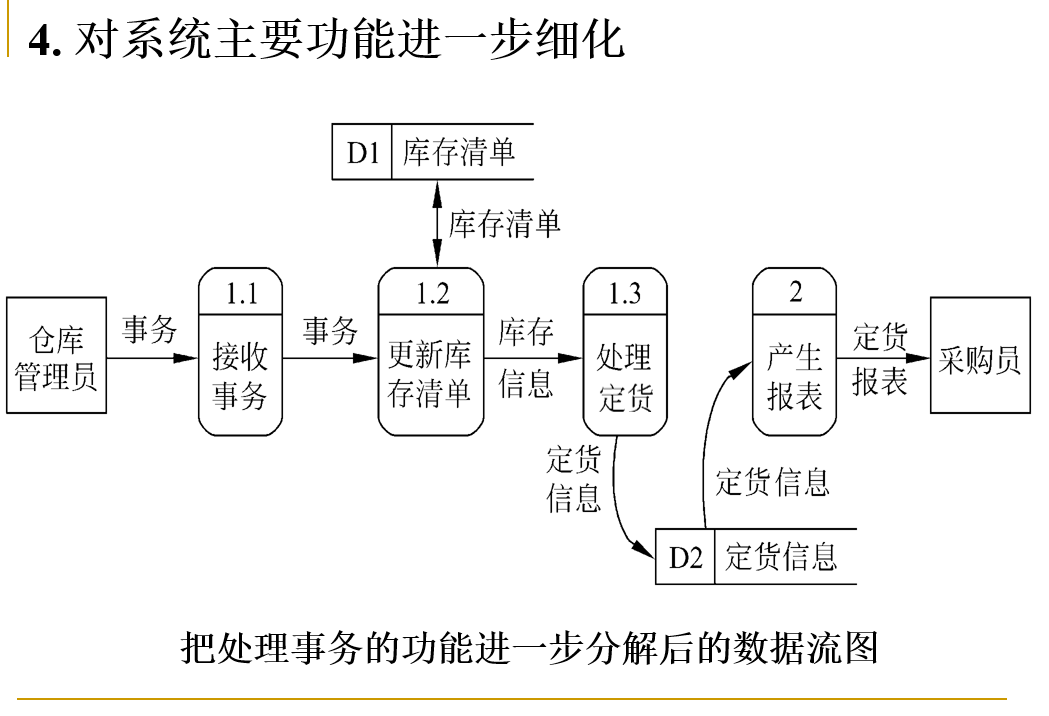 4. 对系统主要功能进一步细化
D1 库存清单
库存清单
仓库
管理员
事务
1.1
接收
事务
事务
1.2
更新库
存清单
库存
信息
1.3
处理
定货
定货
信息
D2 定货信息
定货信息
2
产生
报表
定货
报表
采购员
把处理事务的功能进一步分解后的数据流图